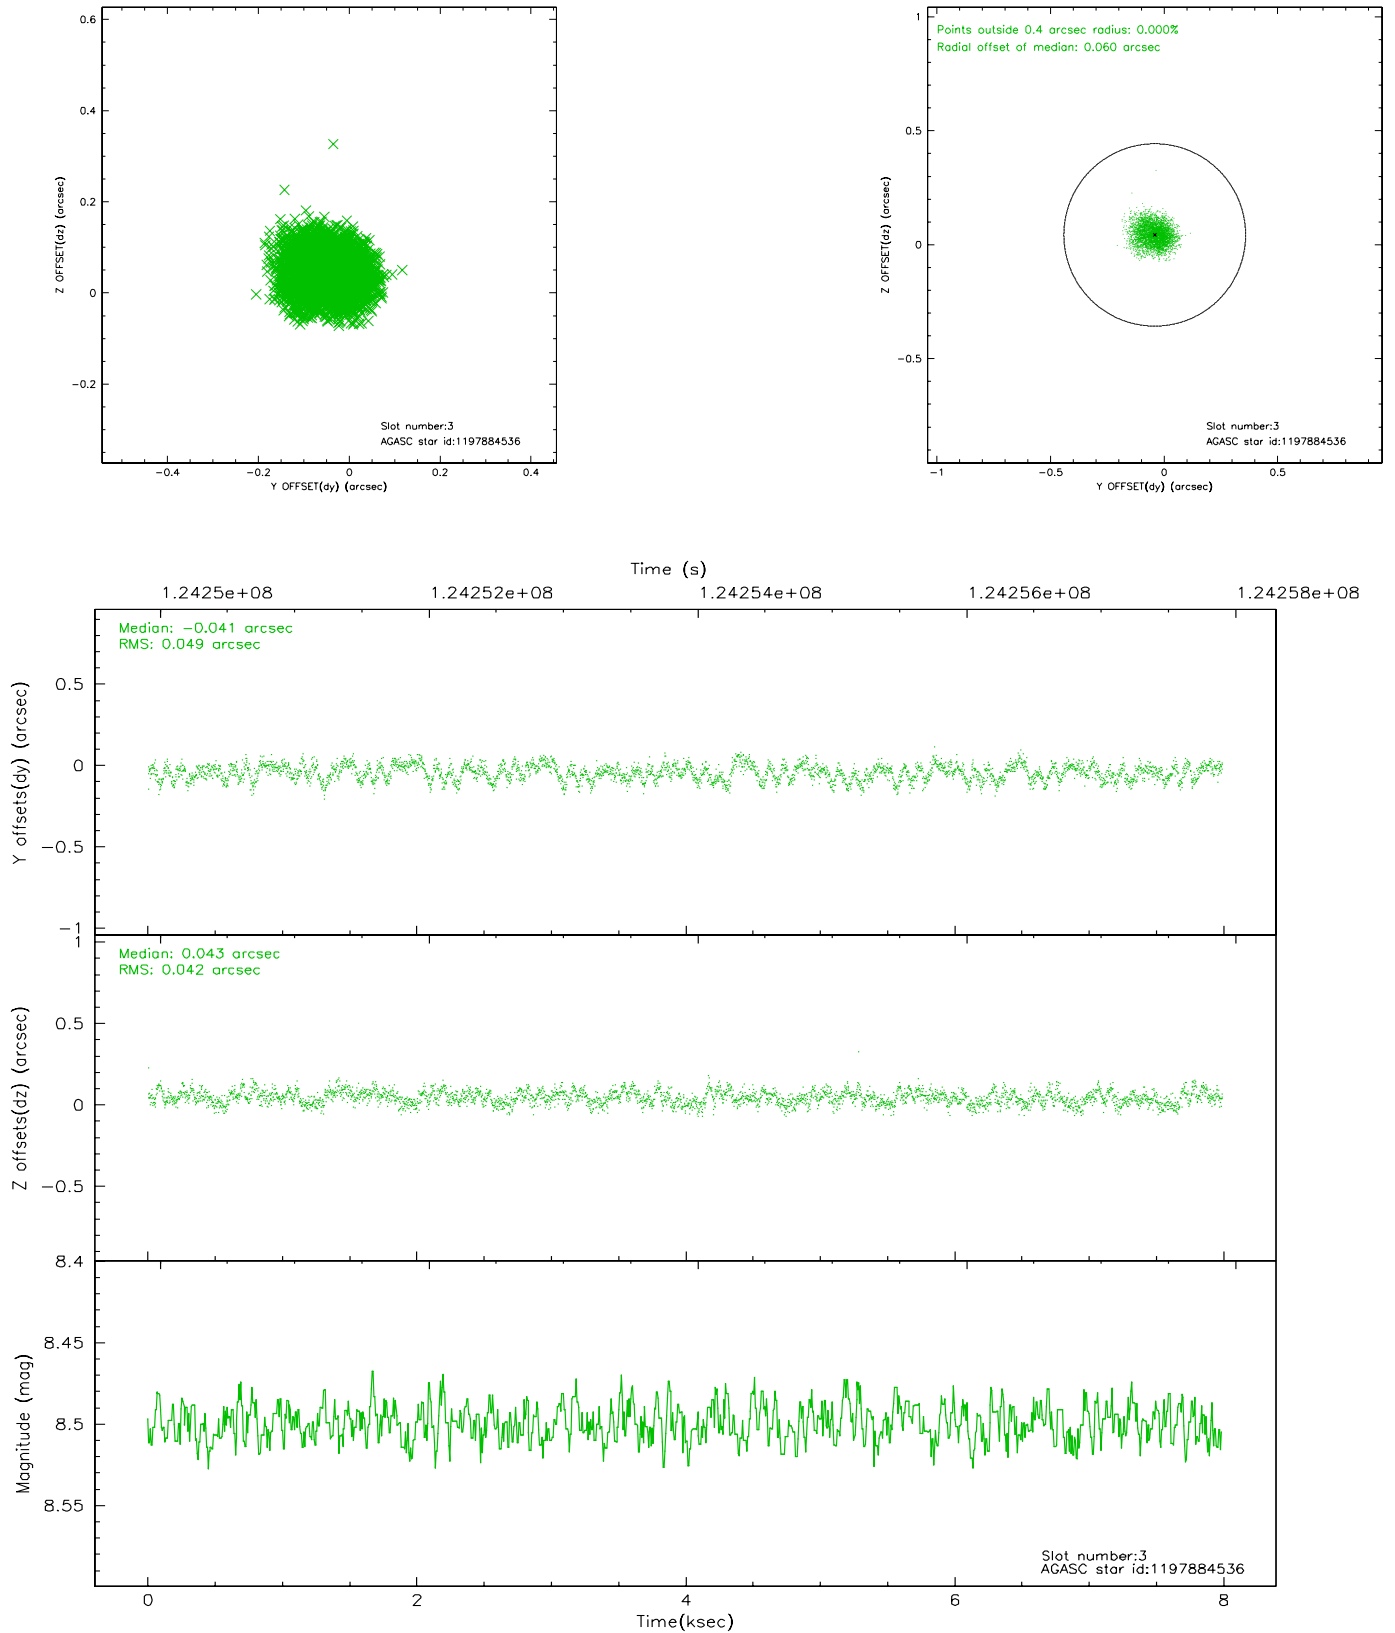 0.6
0.4
0.2
0
−0.2
Z OFFSET(dz) (arcsec)
Slot number:3
AGASC star id:1197884536
−0.4 −0.2 0 0.2 0.4
Y OFFSET(dy) (arcsec)
Points outside 0.4 arcsec radius: 0.000%
Radial offset of median: 0.060 arcsec
1
0.5
0
−0.5
Z OFFSET(dz) (arcsec)
Slot number:3
AGASC star id:1197884536
−1 −0.5 0 0.5
Y OFFSET(dy) (arcsec)
Time (s)
1.2425e+08 1.24252e+08 1.24254e+08 1.24256e+08 1.24258e+08
Median: −0.041 arcsec
RMS: 0.049 arcsec
0.5
0
−0.5
−1
Y offsets(dy) (arcsec)
Median: 0.043 arcsec
RMS: 0.042 arcsec
1
0.5
0
−0.5
Z offsets(dz) (arcsec)
8.4
8.45
8.5
8.55
Magnitude (mag)
Slot number:3
AGASC star id:1197884536
0 2 4 6 8
Time(ksec)